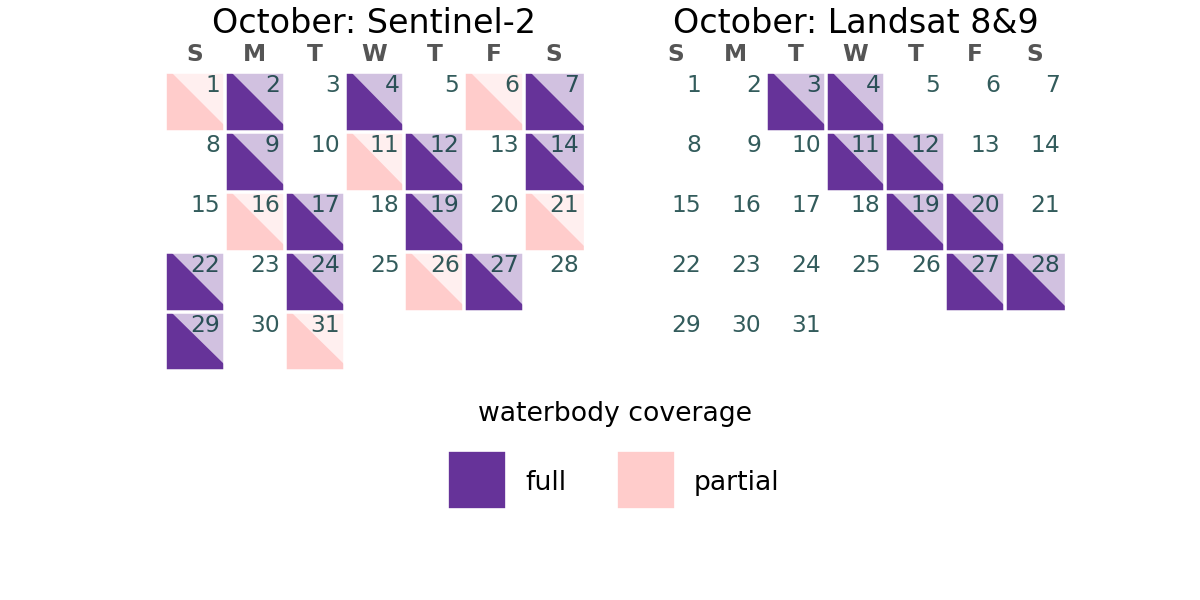 October: Sentinel-2
S M T W T F S
1 2 3 4 5 6 7
8 9 10 11 12 13 14
15 16 17 18 19 20 21
22 23 24 25 26 27 28
29 30 31
October: Landsat 8&9
S M T W T F S
1 2 3 4 5 6 7
8 9 10 11 12 13 14
15 16 17 18 19 20 21
22 23 24 25 26 27 28
29 30 31
waterbody coverage
full partial